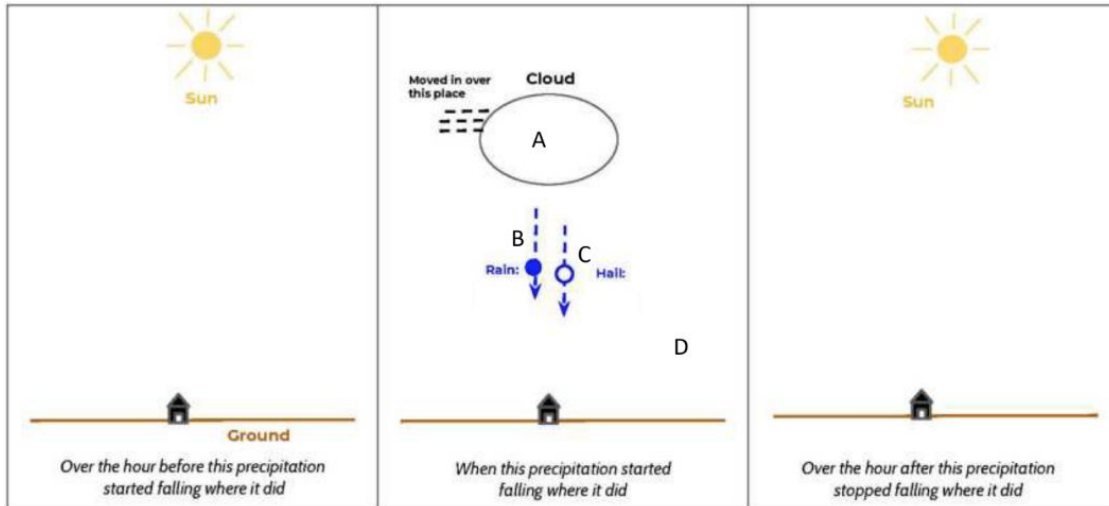 Sun
Ground
Over the hour before this precipitation
started falling where it did
Moved in over
this place
Cloud
A
B
C
Rain:
Hail:
D
When this precipitation started
falling where it did
Sun
Over the hour after this precipitation
stopped falling where it did